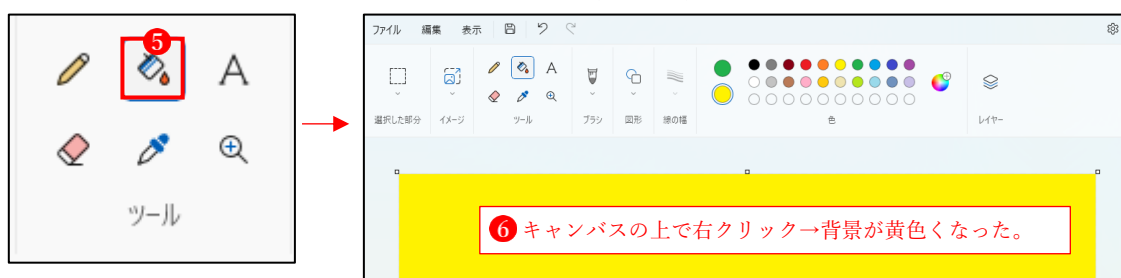 5
A
ツール
ファイル 編集 表示
A
選択した部分 イメージ ツール ブラシ 図形 線の幅 色 レイヤー
6 キャンバスの上で右クリック→背景が黄色くなった。